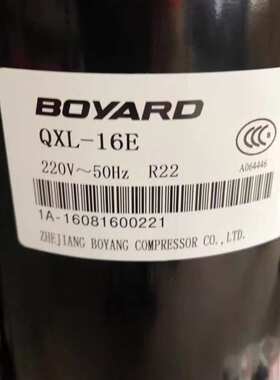 BOYARD
QXL-16E
220V～50Hz R22
A064446
1A-16081600221
ZHEJIANG BOYANG COMPRESSOR CO.,LTD.